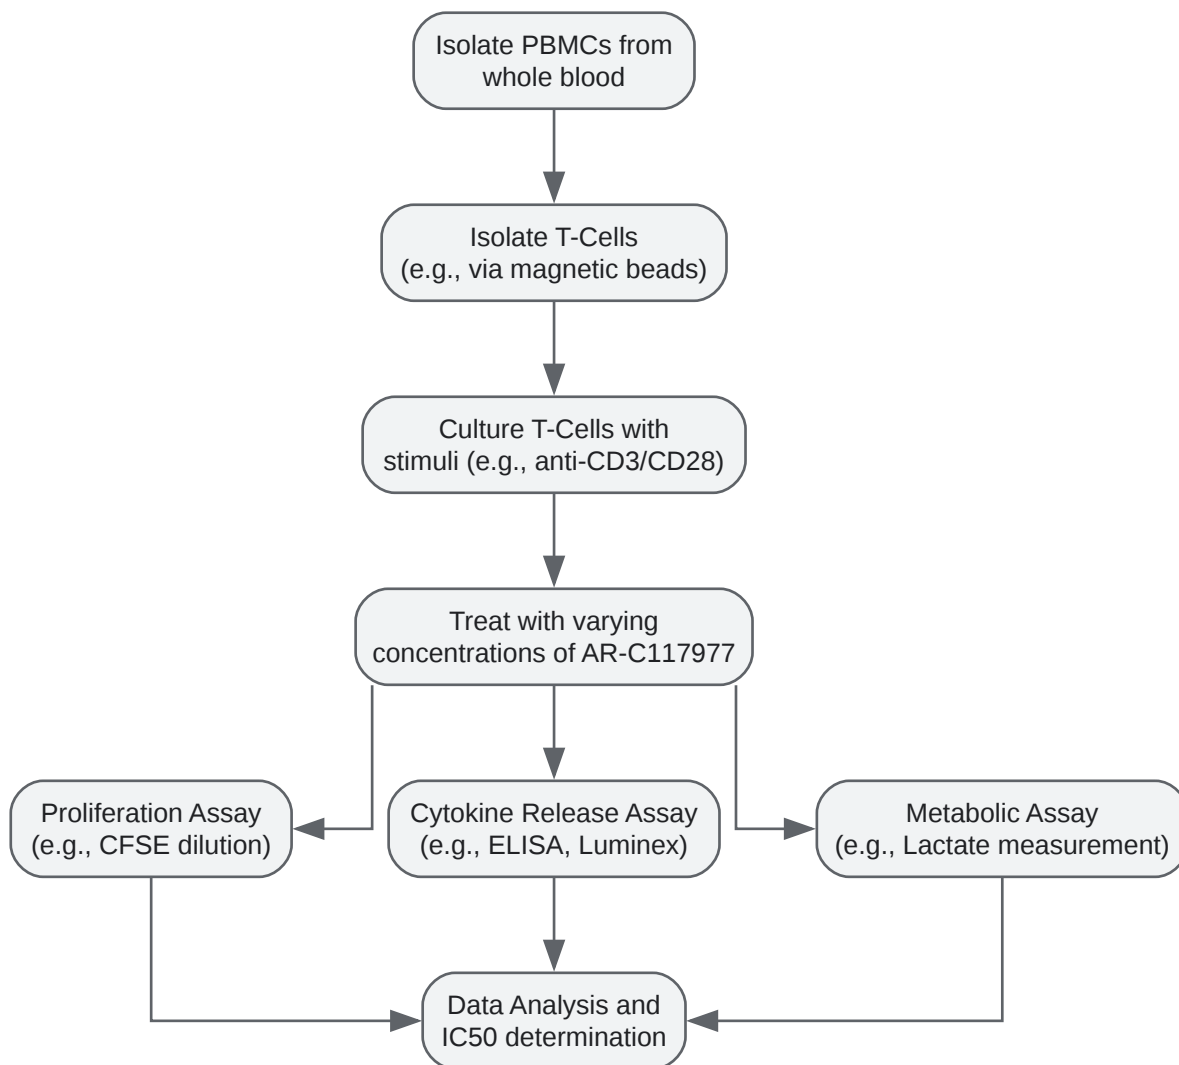 Isolate PBMCs from
whole blood
Isolate T-Cells
(e.g., via magnetic beads)
Culture T-Cells with
stimuli (e.g., anti-CD3/CD28)
Treat with varying
concentrations of AR-C117977
Proliferation Assay
(e.g., CFSE dilution)
Cytokine Release Assay
(e.g., ELISA, Luminex)
Metabolic Assay
(e.g., Lactate measurement)
Data Analysis and
IC50 determination